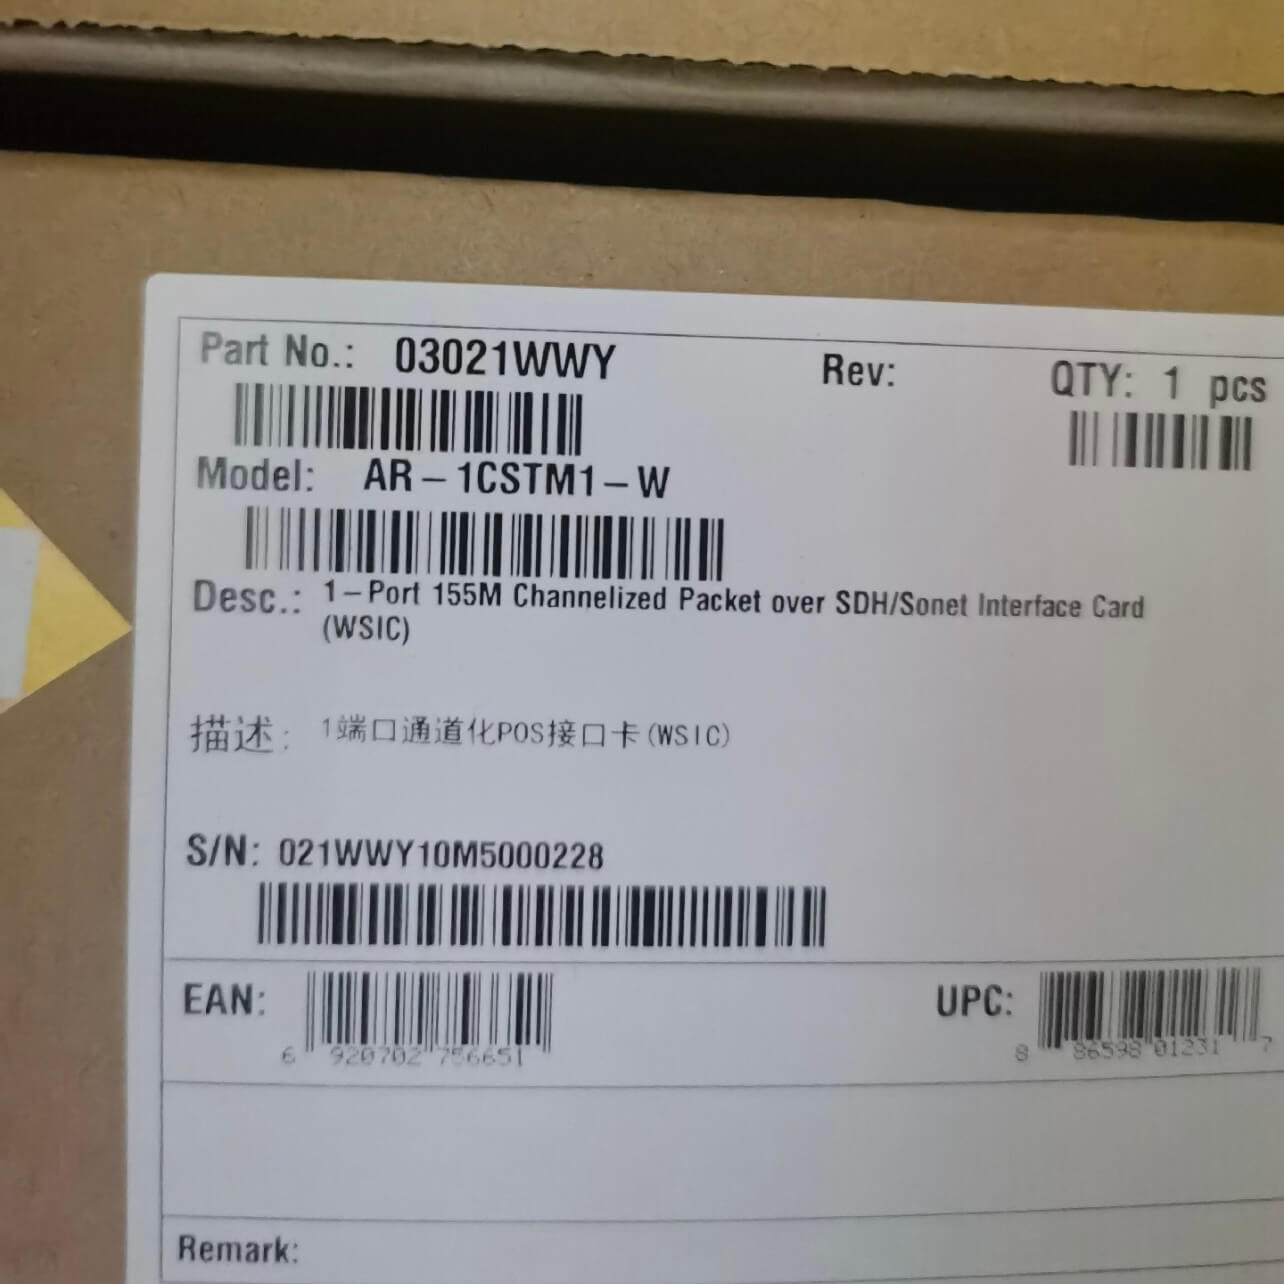 Part No.: 03021WWY Rev: QTY: 1 pcs
Model: AR-1CSTM1-W
Desc.: 1-Port 155M Channelized Packet over SDH/Sonet Interface Card
(WSIC)
描述: 1端口通道化POS接口卡(WSIC)
S/N: 021WWY10M5000228
EAN: UPC:
6 920702 756651 8 86598 01231 7
Remark: